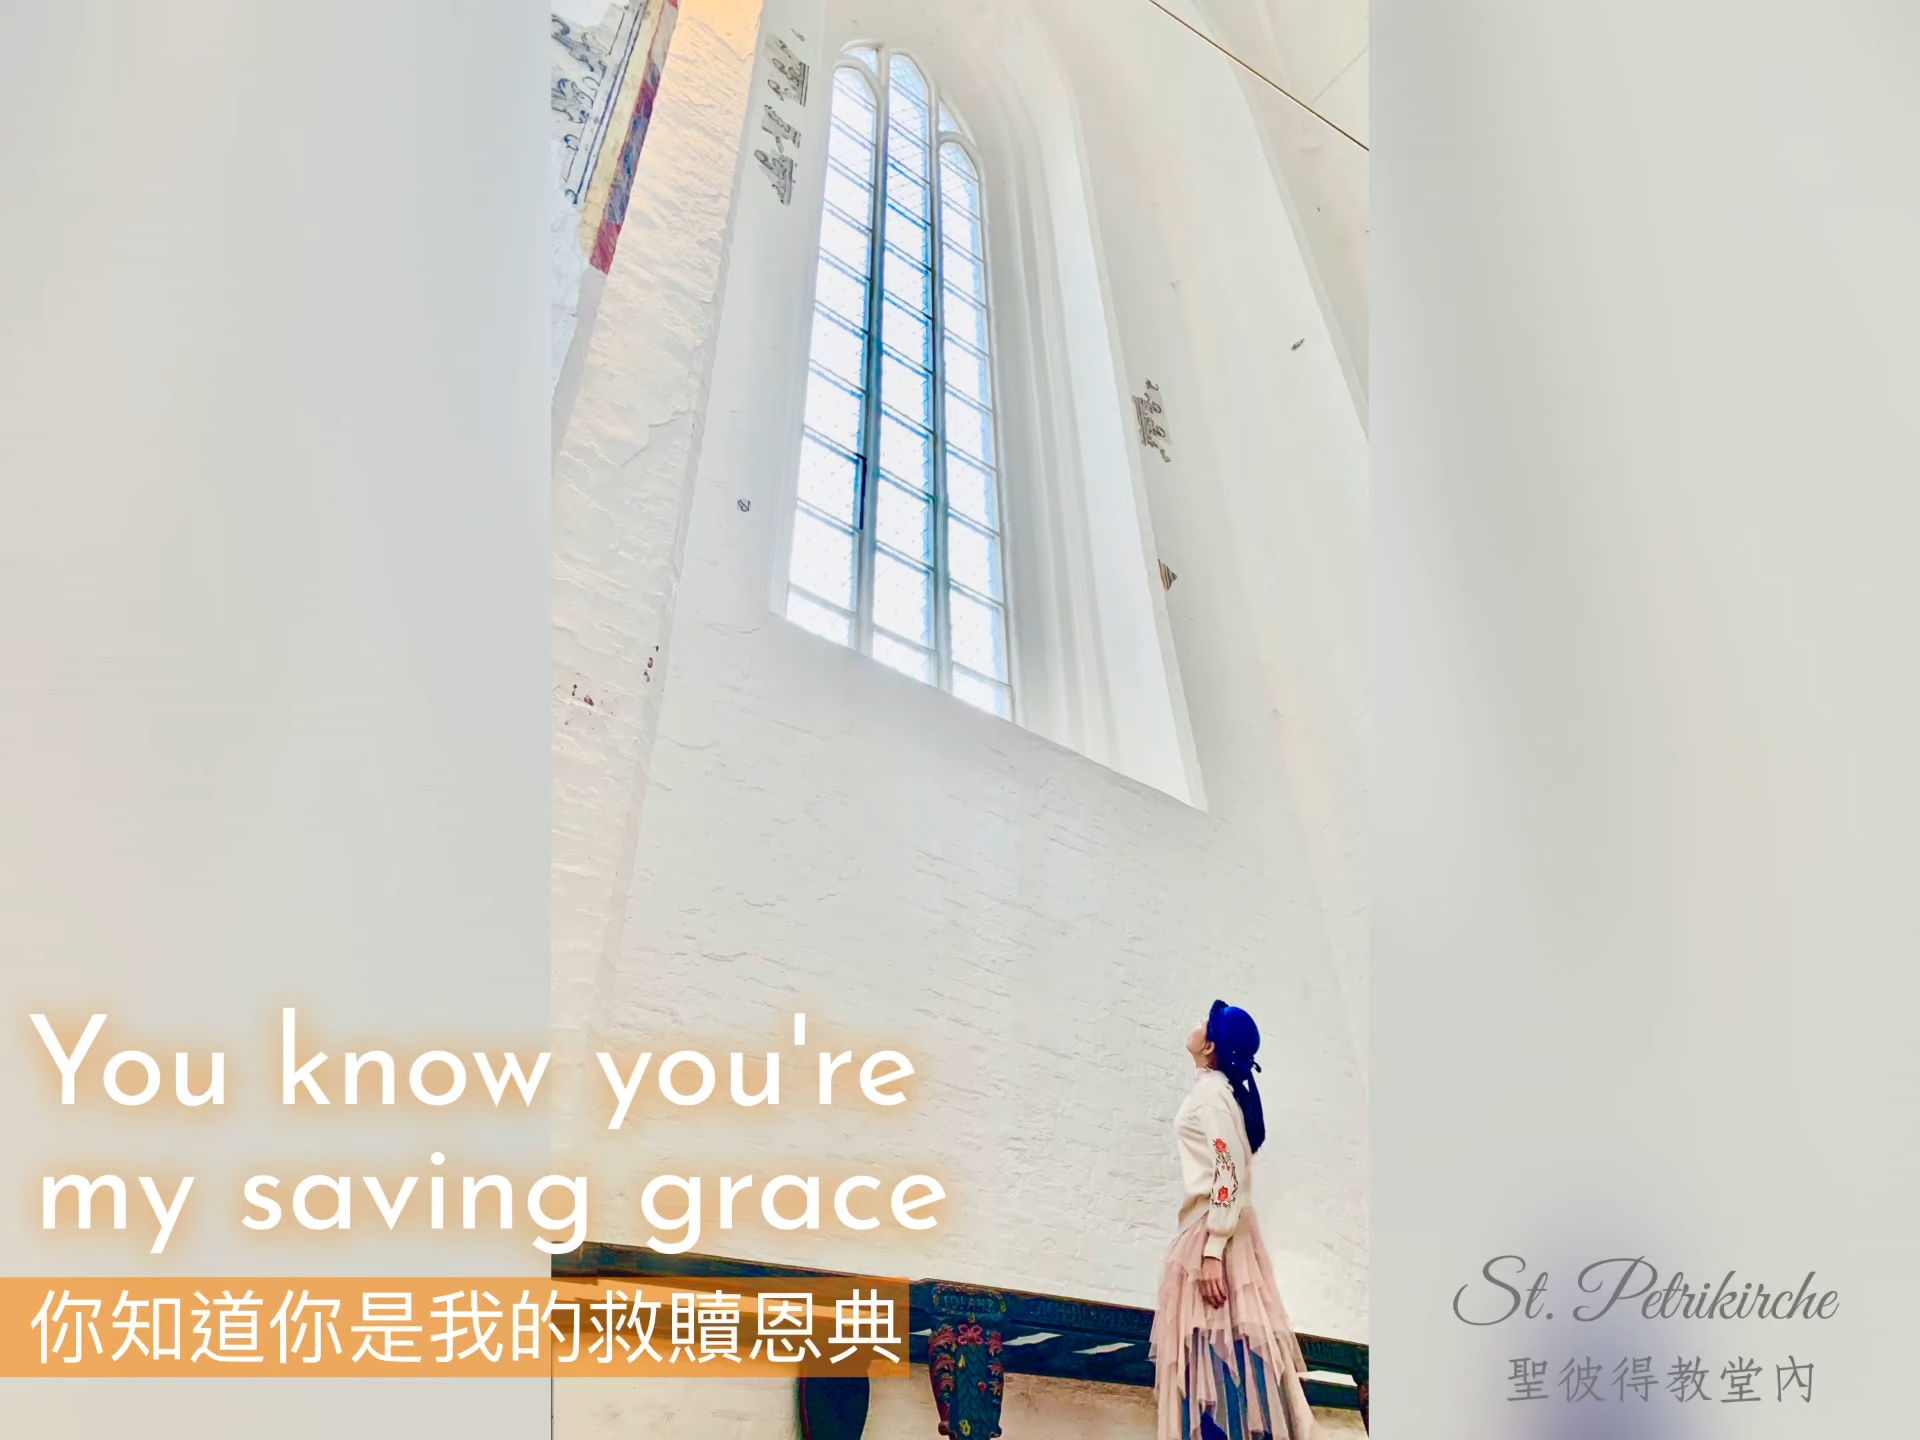 You know you're
my saving grace
你知道你是我的救贖恩典
St. Petrikirche
聖彼得教堂內